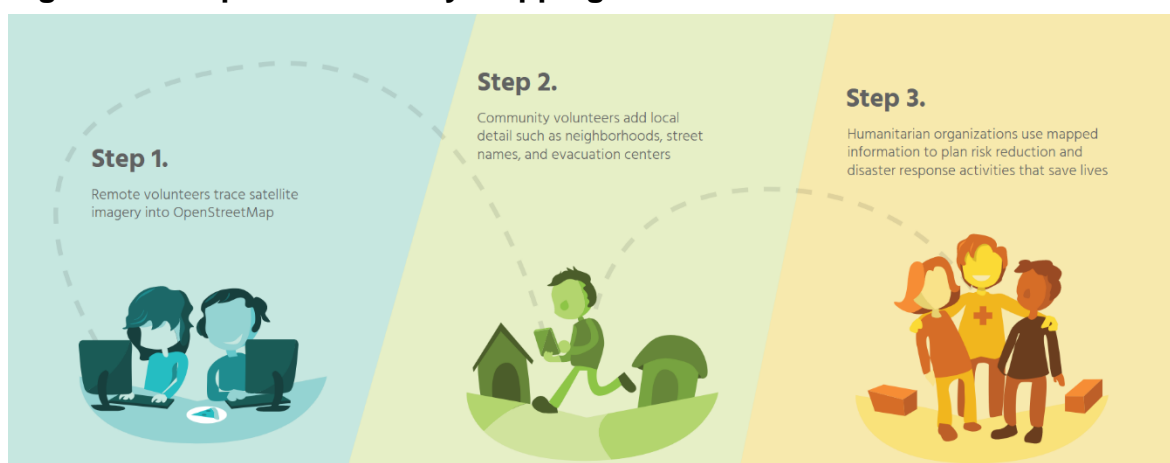 Step 1.
Remote volunteers trace satellite
imagery into OpenStreetMap
Step 2.
Community volunteers add local
detail such as neighborhoods, street
names, and evacuation centers
Step 3.
Humanitarian organizations use mapped
information to plan risk reduction and
disaster response activities that save lives